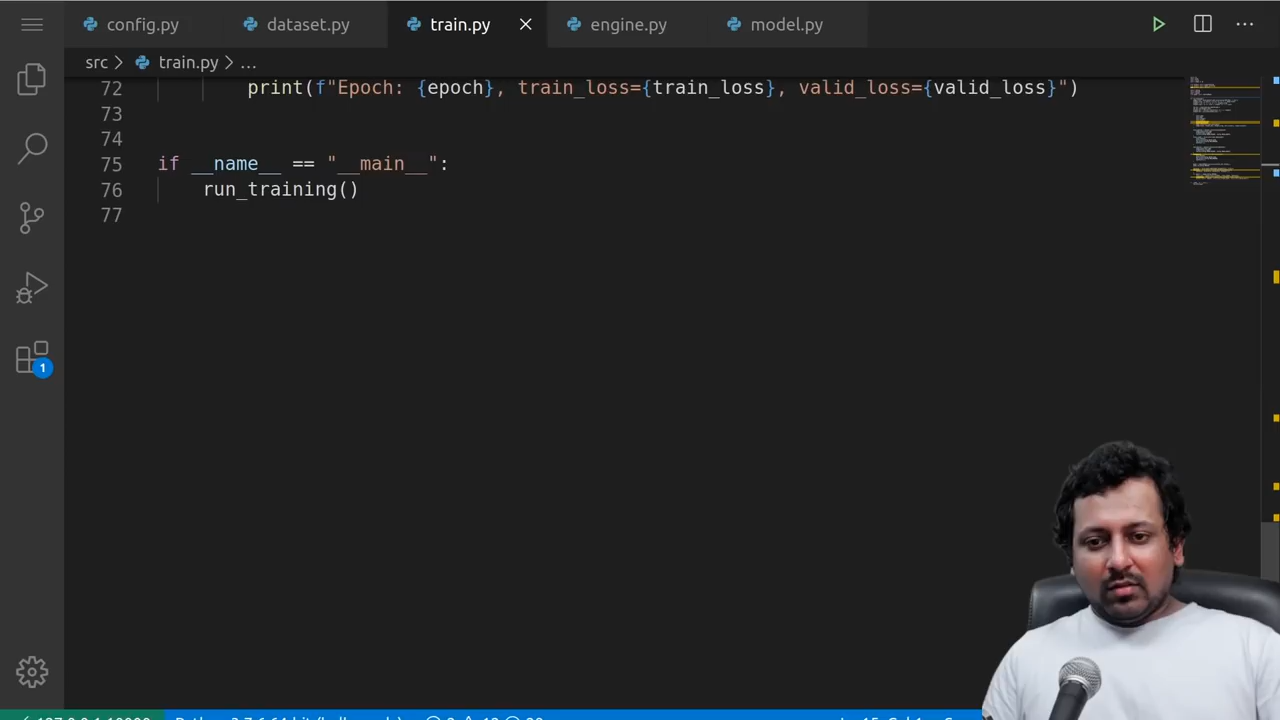 config.py dataset.py train.py engine.py model.py
src > train.py > ...
72 print(f"Epoch: {epoch}, train_loss={train_loss}, valid_loss={valid_loss}")
73
74
75 if __name__ == "__main__":
76 run_training()
77
1